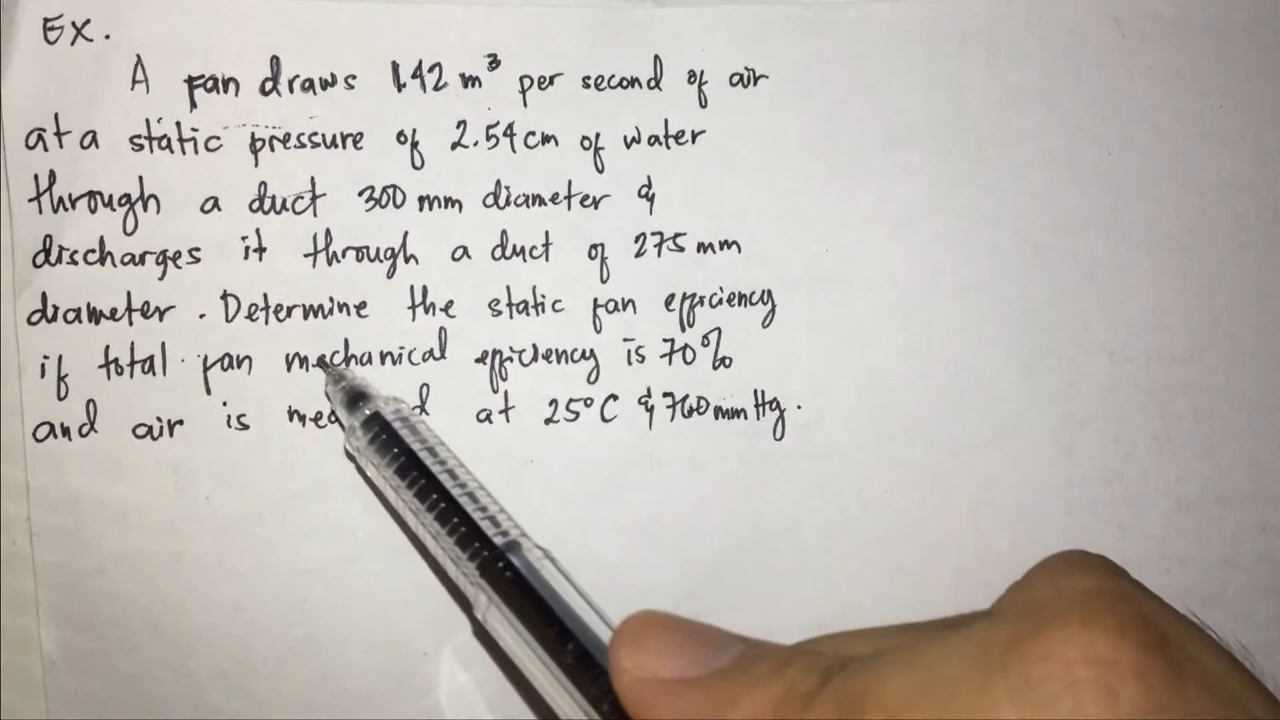 EX.
A fan draws 1.42 m³ per second of air
at a static pressure of 2.54 cm of water
through a duct 300 mm diameter &
discharges it through a duct of 275 mm
diameter. Determine the static fan efficiency
if total fan mechanical efficiency is 70%
and air is at 25°C & 760 mm Hg.